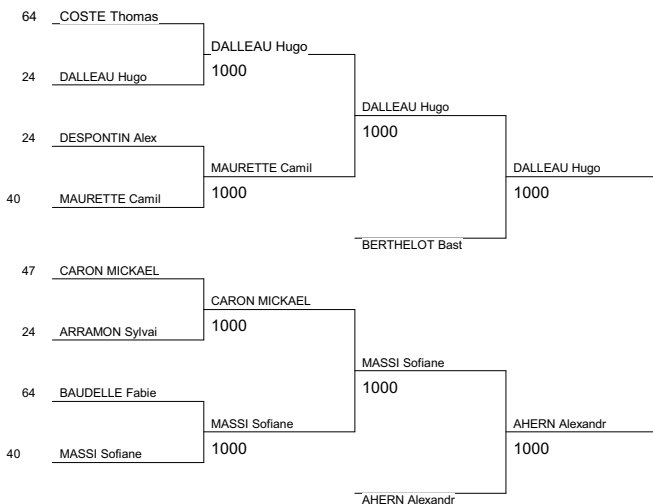 64 COSTE Thomas
DALLEAU Hugo
1000
24 DALLEAU Hugo
DALLEAU Hugo
1000
24 DESPONTIN Alex
MAURETTE Camil
1000
40 MAURETTE Camil
DALLEAU Hugo
1000
BERTHELOT Bast
47 CARON MICKAEL
CARON MICKAEL
1000
24 ARRAMON Sylvai
MASSI Sofiane
1000
64 BAUDELLE Fabie
MASSI Sofiane
1000
40 MASSI Sofiane
AHERN Alexandr
1000
AHERN Alexandr